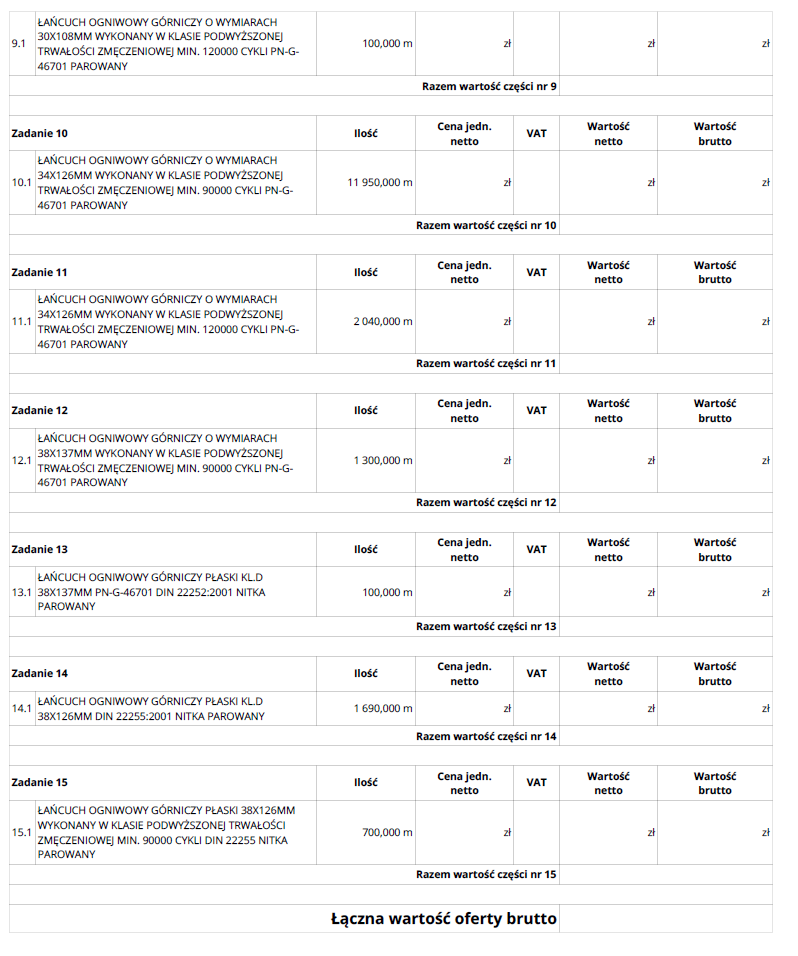 9.1 ŁAŃCUCH OGNIWOWY GÓRNICZY O WYMIARACH
30X108MM WYKONANY W KLASIE PODWYŻSZONEJ
TRWAŁOŚCI ZMĘCZENIOWEJ MIN. 120000 CYKLI PN-G-
46701 PAROWANY
100,000 m zł zł zł
Razem wartość części nr 9
Zadanie 10 Ilość Cena jedn. netto VAT Wartość netto Wartość brutto
10.1 ŁAŃCUCH OGNIWOWY GÓRNICZY O WYMIARACH
34X126MM WYKONANY W KLASIE PODWYŻSZONEJ
TRWAŁOŚCI ZMĘCZENIOWEJ MIN. 90000 CYKLI PN-G-
46701 PAROWANY
11 950,000 m zł zł zł
Razem wartość części nr 10
Zadanie 11 Ilość Cena jedn. netto VAT Wartość netto Wartość brutto
11.1 ŁAŃCUCH OGNIWOWY GÓRNICZY O WYMIARACH
34X126MM WYKONANY W KLASIE PODWYŻSZONEJ
TRWAŁOŚCI ZMĘCZENIOWEJ MIN. 120000 CYKLI PN-G-
46701 PAROWANY
2 040,000 m zł zł zł
Razem wartość części nr 11
Zadanie 12 Ilość Cena jedn. netto VAT Wartość netto Wartość brutto
12.1 ŁAŃCUCH OGNIWOWY GÓRNICZY O WYMIARACH
38X137MM WYKONANY W KLASIE PODWYŻSZONEJ
TRWAŁOŚCI ZMĘCZENIOWEJ MIN. 90000 CYKLI PN-G-
46701 PAROWANY
1 300,000 m zł zł zł
Razem wartość części nr 12
Zadanie 13 Ilość Cena jedn. netto VAT Wartość netto Wartość brutto
13.1 ŁAŃCUCH OGNIWOWY GÓRNICZY PŁASKI KL.D
38X137MM PN-G-46701 DIN 22252:2001 NITKA
PAROWANY
100,000 m zł zł zł
Razem wartość części nr 13
Zadanie 14 Ilość Cena jedn. netto VAT Wartość netto Wartość brutto
14.1 ŁAŃCUCH OGNIWOWY GÓRNICZY PŁASKI KL.D
38X126MM DIN 22255:2001 NITKA PAROWANY
1 690,000 m zł zł zł
Razem wartość części nr 14
Zadanie 15 Ilość Cena jedn. netto VAT Wartość netto Wartość brutto
15.1 ŁAŃCUCH OGNIWOWY GÓRNICZY PŁASKI 38X126MM
WYKONANY W KLASIE PODWYŻSZONEJ TRWAŁOŚCI
ZMĘCZENIOWEJ MIN. 90000 CYKLI DIN 22255 NITKA
PAROWANY
700,000 m zł zł zł
Razem wartość części nr 15
Łączna wartość oferty brutto